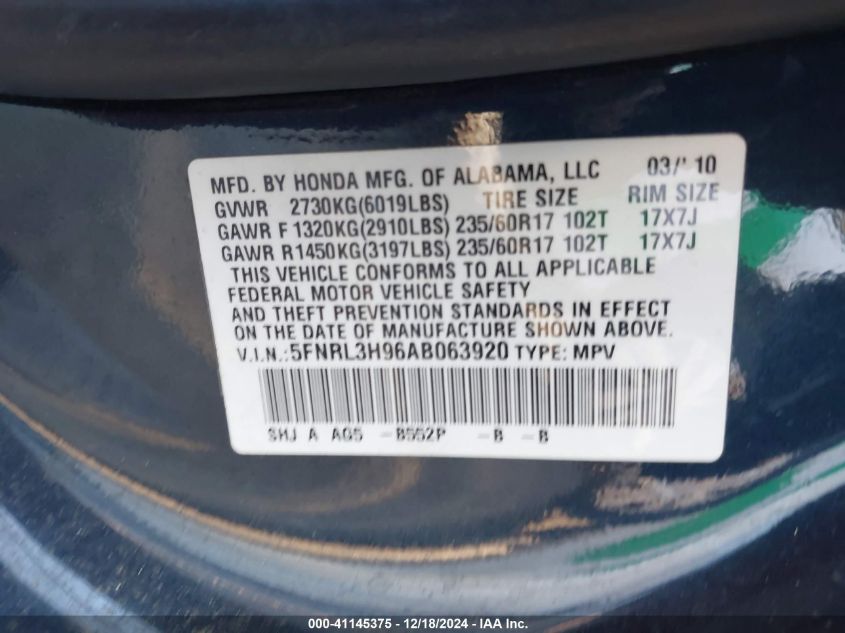 MFD. BY HONDA MFG. OF ALABAMA, LLC 03/10
GVWR 2730KG(6019LBS) TIRE SIZE RIM SIZE
GAWR F 1320KG(2910LBS) 235/60R17 102T 17X7J
GAWR R1450KG(3197LBS) 235/60R17 102T 17X7J
THIS VEHICLE CONFORMS TO ALL APPLICABLE
FEDERAL MOTOR VEHICLE SAFETY
AND THEFT PREVENTION STANDARDS IN EFFECT
ON THE DATE OF MANUFACTURE SHOWN ABOVE.
V.I.N.:5FNRL3H96AB063920 TYPE: MPV
SHJ A AG5 -B552P -B -B
000-41145375 - 12/18/2024 - IAA Inc.